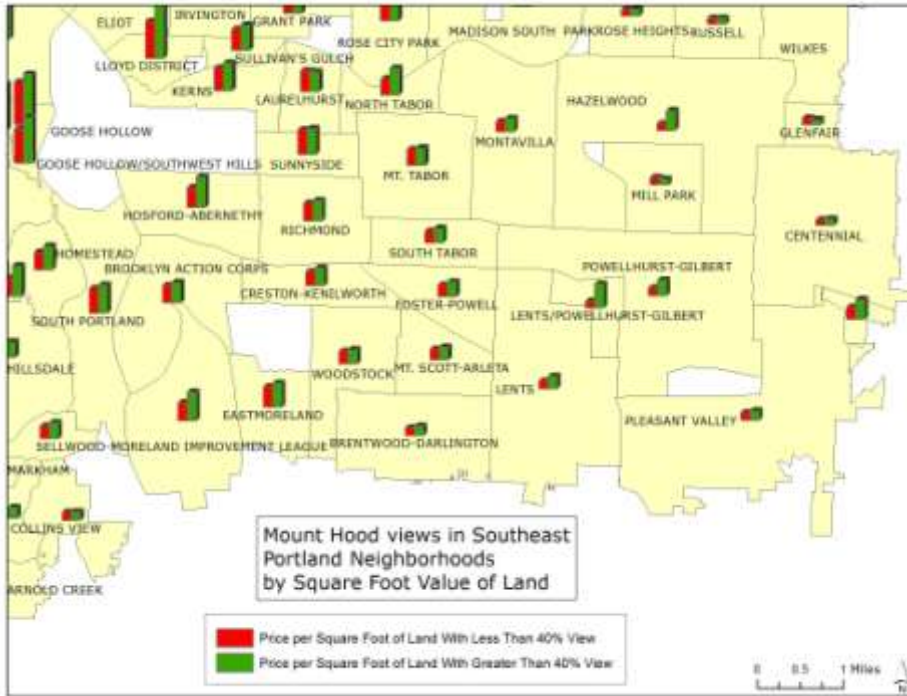 ELIOT
IRVINGTON
GRANT PARK
ROSE CITY PARK
MADISON SOUTH
PARKROSE HEIGHTS
RUSSELL
WILKES
LLOYD DISTRICT
SULLIVAN'S GULCH
KERNS
LAURELHURST
NORTH TABOR
HAZELWOOD
GOOSE HOLLOW
MONTAVILLA
GLENFAIR
GOOSE HOLLOW/SOUTHWEST HILLS
SUNNYSIDE
MT. TABOR
MILL PARK
HOSFORD-ABERNETHY
RICHMOND
CENTENNIAL
HOMESTEAD
SOUTH TABOR
BROOKLYN ACTION CORPS
POWELLHURST-GILBERT
CRESTON-KENILWORTH
FOSTER-POWELL
SOUTH PORTLAND
LENTS/POWELLHURST-GILBERT
HILLSDALE
WOODSTOCK
MT. SCOTT-ARLETA
LENTS
EASTMORELAND
PLEASANT VALLEY
SELLWOOD-MORELAND IMPROVEMENT LEAGUE
BRENTWOOD-DARLINGTON
MARKHAM
COLLINS VIEW
ARNOLD CREEK
Mount Hood views in Southeast
Portland Neighborhoods
by Square Foot Value of Land
Price per Square Foot of Land With Less Than 40% View
Price per Square Foot of Land With Greater Than 40% View
0 0.5 1 Miles